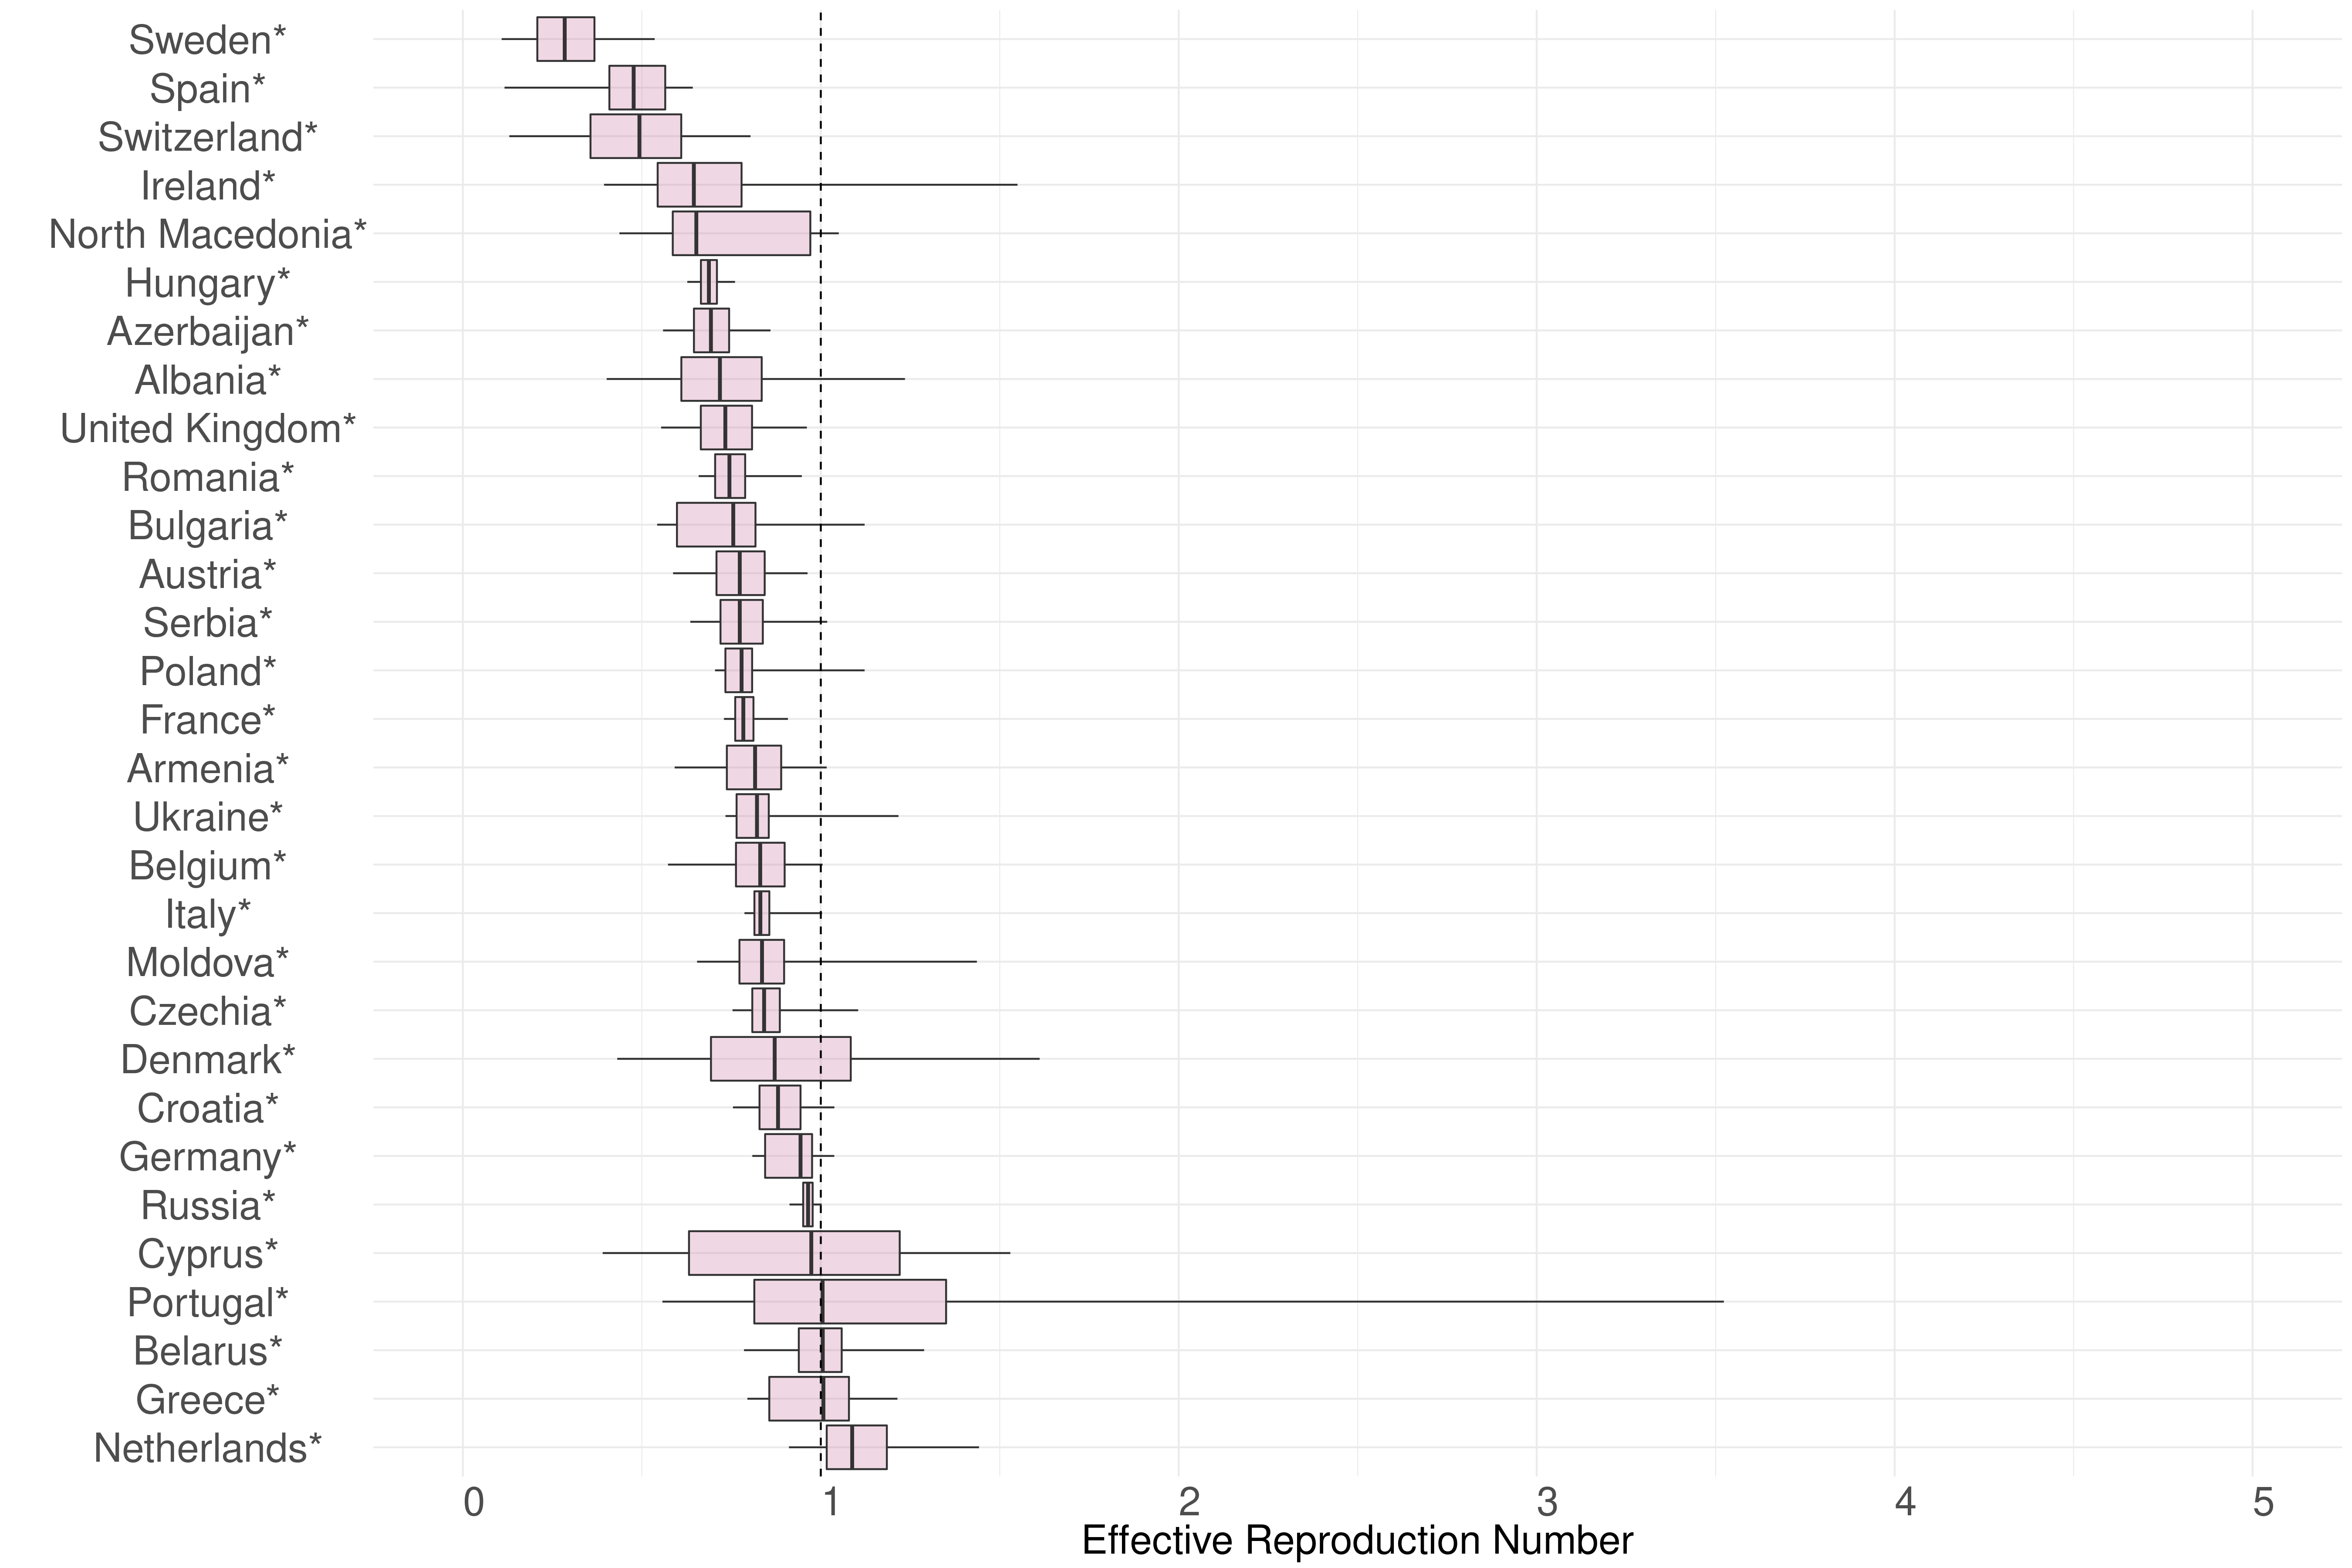 Sweden*
Spain*
Switzerland*
Ireland*
North Macedonia*
Hungary*
Azerbaijan*
Albania*
United Kingdom*
Romania*
Bulgaria*
Austria*
Serbia*
Poland*
France*
Armenia*
Ukraine*
Belgium*
Italy*
Moldova*
Czechia*
Denmark*
Croatia*
Germany*
Russia*
Cyprus*
Portugal*
Belarus*
Greece*
Netherlands*
0 1 2 3 4 5
Effective Reproduction Number